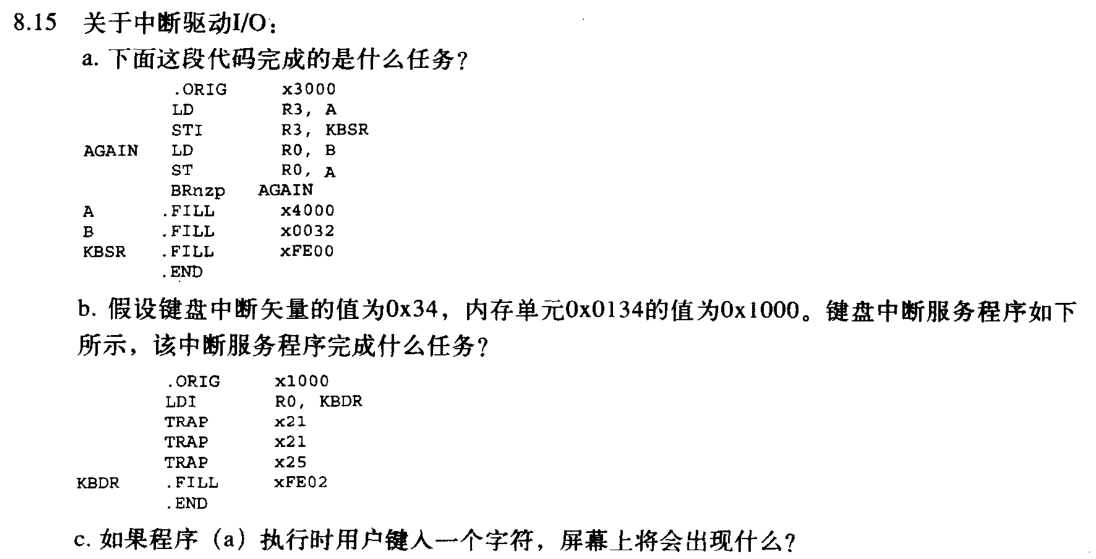 8.15 关于中断驱动I/O：
a. 下面这段代码完成的是什么任务？
.ORIG x3000
LD R3, A
STI R3, KBSR
AGAIN LD R0, B
ST R0, A
BRnzp AGAIN
A .FILL x4000
B .FILL x0032
KBSR .FILL xFE00
.END
b. 假设键盘中断矢量的值为0x34，内存单元0x0134的值为0x1000。键盘中断服务程序如下
所示，该中断服务程序完成什么任务？
.ORIG x1000
LDI R0, KBDR
TRAP x21
TRAP x21
TRAP x25
KBDR .FILL xFE02
.END
c. 如果程序（a）执行时用户键入一个字符，屏幕上将会出现什么？